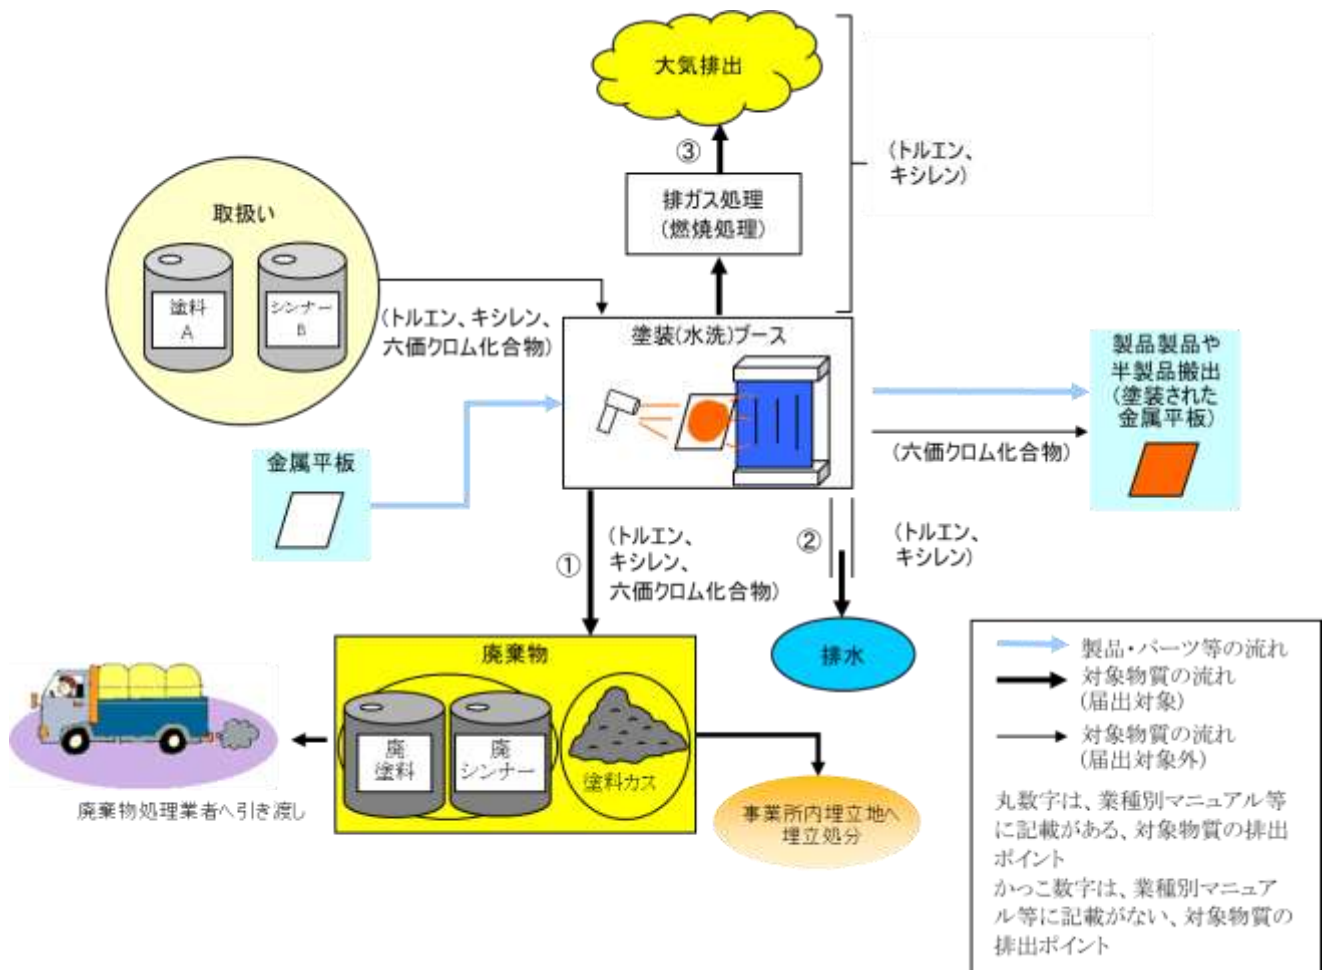 大気排出
③
(トルエン、
キシレン)
排ガス処理
(燃焼処理)
取扱い
塗料
A
シンナー
B
(トルエン、キシレン、
六価クロム化合物)
塗装(水洗)ブース
製品製品や
半製品搬出
(塗装された
金属平板)
(六価クロム化合物)
金属平板
①
(トルエン、
キシレン、
六価クロム化合物)
②
(トルエン、
キシレン)
排水
廃棄物
廃
塗料
廃
シンナー
塗料カス
廃棄物処理業者へ引き渡し
事業所内埋立地へ
埋立処分
製品・パーツ等の流れ
対象物質の流れ
(届出対象)
対象物質の流れ
(届出対象外)
丸数字は、業種別マニュアル等
に記載がある、対象物質の排出
ポイント
かっこ数字は、業種別マニュア
ル等に記載がない、対象物質の
排出ポイント